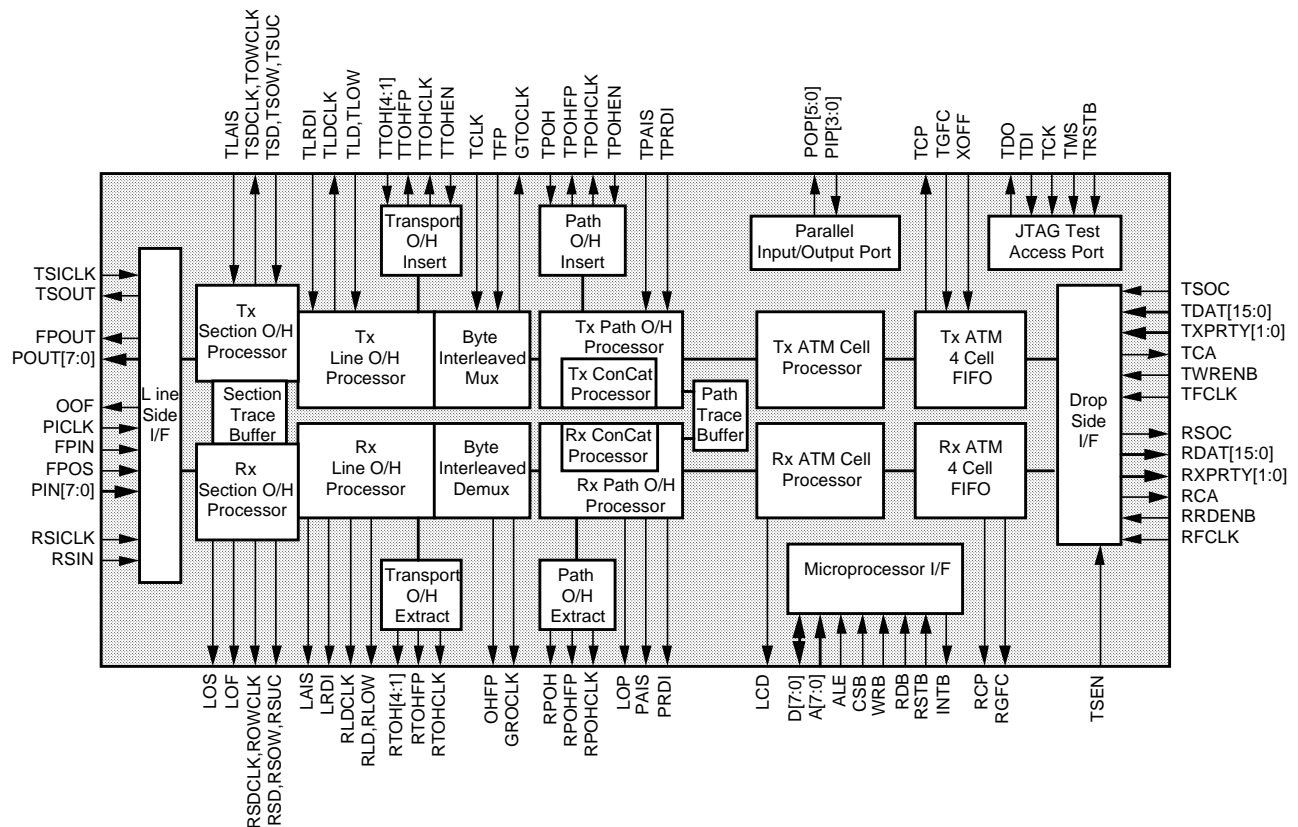 TLAIS
TSDCLK,TOWCLK
TSD,TSOW,TSUC
TLRDI
TLDCLK
TLD,TLOW
TTOH[4:1]
TTOHFP
TTOHCLK
TTOHEN
TCLK
TFP
GTOCLK
TPOH
TPOHFP
TPOHCLK
TPOHEN
TPAIS
TPRDI
POP[5:0]
PIP[3:0]
TCP
TGFC
XOFF
TDO
TDI
TCK
TMS
TRSTB
Transport
O/H
Insert
Path
O/H
Insert
Parallel
Input/Output Port
JTAG Test
Access Port
TSICLK
TSOUT
FPOUT
POUT[7:0]
OOF
PICLK
FPIN
FPOS
PIN[7:0]
RSICLK
RSIN
L ine
Side
I/F
Tx
Section O/H
Processor
Section
Trace
Buffer
Rx
Section O/H
Processor
Tx
Line O/H
Processor
Rx
Line O/H
Processor
Byte
Interleaved
Mux
Byte
Interleaved
Demux
Tx Path O/H
Processor
Tx ConCat
Processor
Rx ConCat
Processor
Rx Path O/H
Processor
Path
Trace
Buffer
Tx ATM Cell
Processor
Rx ATM Cell
Processor
Tx ATM
4 Cell
FIFO
Rx ATM
4 Cell
FIFO
Drop
Side
I/F
TSOC
TDAT[15:0]
TXPRTY[1:0]
TCA
TWRENB
TFCLK
RSOC
RDAT[15:0]
RXPRTY[1:0]
RCA
RRDENB
RFCLK
Transport
O/H
Extract
Path
O/H
Extract
Microprocessor I/F
LOS
LOF
RSDCLK,ROWCLK
RSD,RSOW,RSUC
LAIS
LRDI
RLDCLK
RLD,RLOW
RTOH[4:1]
RTOHFP
RTOHCLK
OHFP
GROCLK
RPOH
RPOHFP
RPOHCLK
LOP
PAIS
PRDI
LCD
D[7:0]
A[7:0]
ALE
CSB
WRB
RDB
RSTB
INTB
RCP
RGFC
TSEN